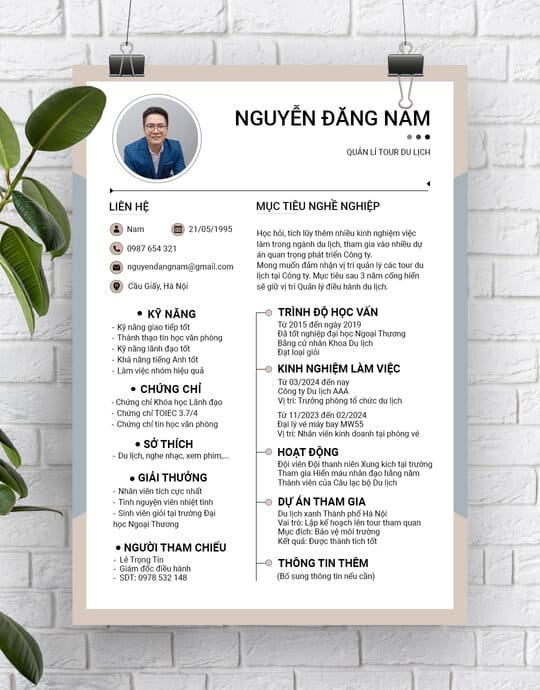 NGUYỄN ĐĂNG NAM
QUẢN LÍ TOUR DU LỊCH
LIÊN HỆ
Nam
21/05/1995
0987 654 321
nguyendangnam@gmail.com
Cầu Giấy, Hà Nội
MỤC TIÊU NGHỀ NGHIỆP
Học hỏi, tích lũy thêm nhiều kinh nghiệm việc
làm trong ngành du lịch, tham gia vào nhiều dự
án quan trọng phát triển Công ty.
Mong muốn đảm nhận vị trí quản lý các tour du
lịch tại Công ty. Mục tiêu sau 3 năm cống hiến
sẽ giữ vị trí Quản lý điều hành du lịch.
KỸ NĂNG
- Kỹ năng giao tiếp tốt
- Thành thạo tin học văn phòng
- Kỹ năng lãnh đạo tốt
- Khả năng tiếng Anh tốt
- Làm việc nhóm hiệu quả
CHỨNG CHỈ
- Chứng chỉ Khóa học Lãnh đạo
- Chứng chỉ TOIEC 3.7/4
- Chứng chỉ tin học văn phòng
SỞ THÍCH
- Du lịch, nghe nhạc, xem phim,...
GIẢI THƯỞNG
- Nhân viên tích cực nhất
- Tình nguyện viên nhiệt tình
- Sinh viên giỏi tại trường Đại
học Ngoại Thương
NGƯỜI THAM CHIẾU
- Lê Trọng Tín
- Giám đốc điều hành
- SDT: 0978 532 148
TRÌNH ĐỘ HỌC VẤN
Từ 2015 đến ngày 2019
Đã tốt nghiệp đại học Ngoại Thương
Bằng cử nhân Khoa Du lịch
Đạt loại giỏi
KINH NGHIỆM LÀM VIỆC
Từ 03/2024 đến nay
Công ty Du lịch AAA
Vị trí: Trưởng phòng tổ chức du lịch
Từ 11/2023 đến 02/2024
Đại lý vé máy bay MW55
Vị trí: Nhân viên kinh doanh tại phòng vé
HOẠT ĐỘNG
Đội viên Đội thanh niên Xung kích tại trường
Tham gia Hiến máu nhân đạo hằng năm
Thành viên của Câu lạc bộ Du lịch
DỰ ÁN THAM GIA
Du lịch xanh Thành phố Hà Nội
Vai trò: Lập kế hoạch lên tour tham quan
Mục đích: Bảo vệ môi trường
Kết quả: Được thành tích tốt
THÔNG TIN THÊM
(Bổ sung thông tin nếu cần)